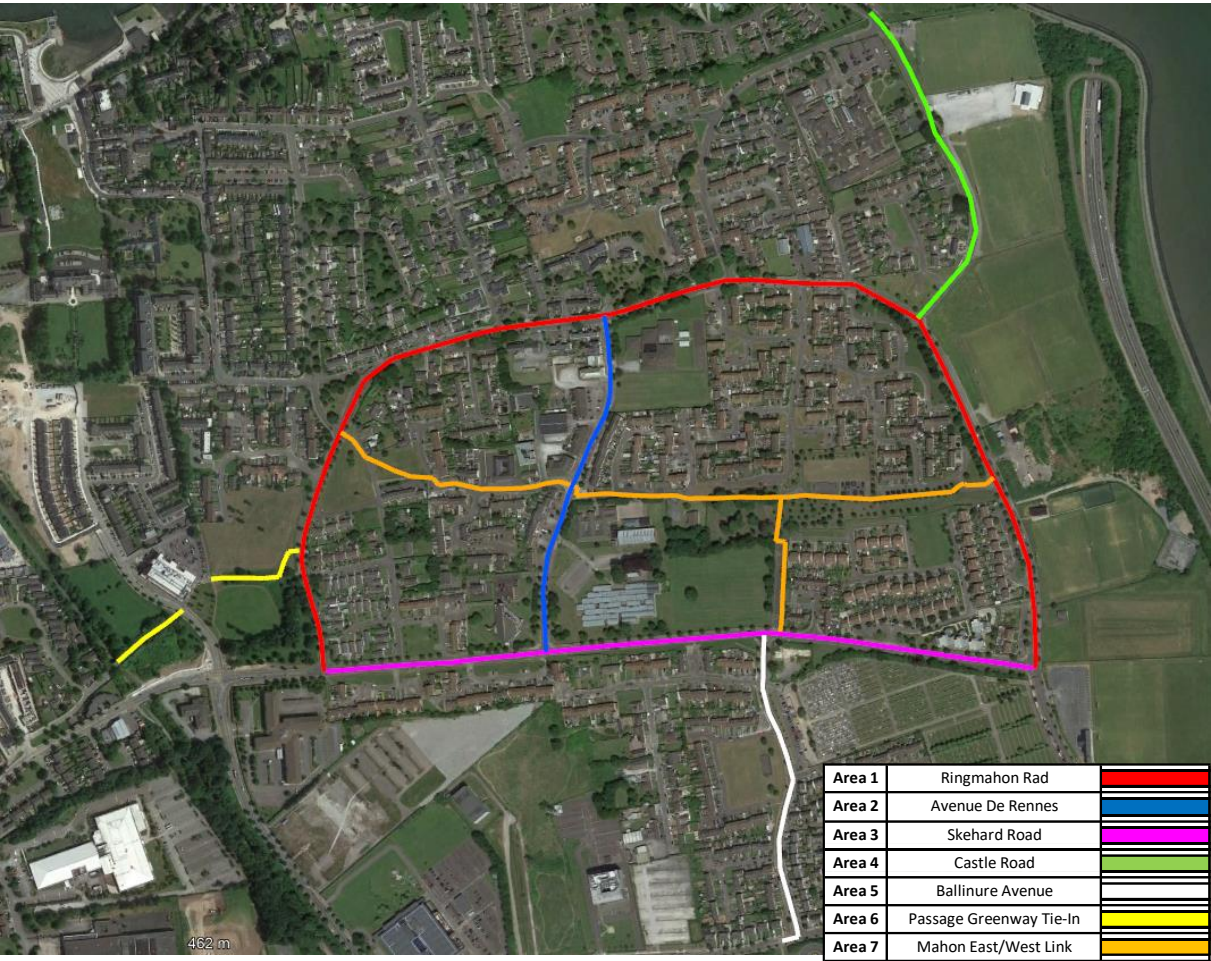 462 m
Area 1 Ringmahon Rad
Area 2 Avenue De Rennes
Area 3 Skehard Road
Area 4 Castle Road
Area 5 Ballinure Avenue
Area 6 Passage Greenway Tie-In
Area 7 Mahon East/West Link